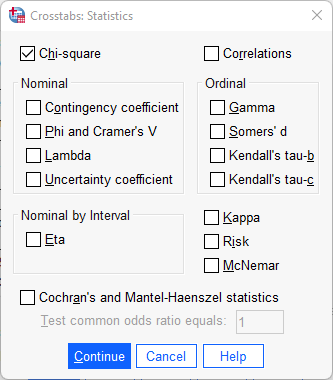 Crosstabs: Statistics
Chi-square
Correlations
Nominal
Contingency coefficient
Phi and Cramer's V
Lambda
Uncertainty coefficient
Ordinal
Gamma
Somers' d
Kendall's tau-b
Kendall's tau-c
Nominal by Interval
Eta
Kappa
Risk
McNemar
Cochran's and Mantel-Haenszel statistics
Test common odds ratio equals: 1
Continue Cancel Help